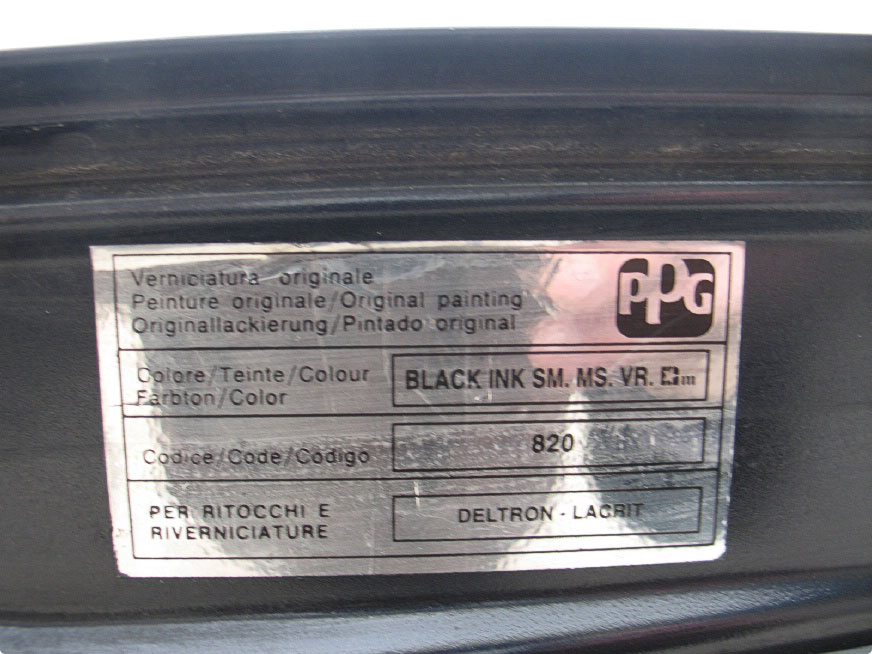 Verniciatura originale
Peinture originale/Original painting
Originallackierung/Pintado original
PPG
Colore/Teinte/Colour
Farbton/Color
BLACK INK SM. MS. VR.
Codice/Code/Código
820
PER RITOCCHI E
RIVERNICIATURE
DELTRON - LACRIT